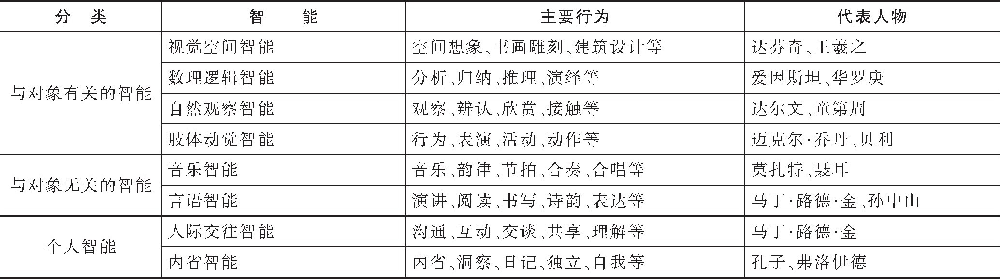 分 类 智 能 主要行为 代表人物
与对象有关的智能 视觉空间智能 空间想象、书画雕刻、建筑设计等 达芬奇、王羲之
数理逻辑智能 分析、归纳、推理、演绎等 爱因斯坦、华罗庚
自然观察智能 观察、辨认、欣赏、接触等 达尔文、童第周
肢体动觉智能 行为、表演、活动、动作等 迈克尔·乔丹、贝利
与对象无关的智能 音乐智能 音乐、韵律、节拍、合奏、合唱等 莫扎特、聂耳
言语智能 演讲、阅读、书写、诗韵、表达等 马丁·路德·金、孙中山
个人智能 人际交往智能 沟通、互动、交谈、共享、理解等 马丁·路德·金
内省智能 内省、洞察、日记、独立、自我等 孔子、弗洛伊德